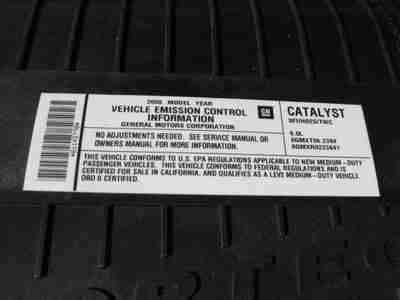 2008 MODEL YEAR
VEHICLE EMISSION CONTROL
INFORMATION
GENERAL MOTORS CORPORATION
GM
CATALYST
NO ADJUSTMENTS NEEDED. SEE SERVICE MANUAL OR
OWNERS MANUAL FOR MORE INFORMATION.
6.0L
THIS VEHICLE CONFORMS TO U.S. EPA REGULATIONS APPLICABLE TO NEW MEDIUM-DUTY
PASSENGER VEHICLES. THIS VEHICLE CONFORMS TO FEDERAL REGULATIONS AND IS
CERTIFIED FOR SALE IN CALIFORNIA, AND QUALIFIES AS A LEVI MEDIUM-DUTY VEHICLE
OBD II CERTIFIED.